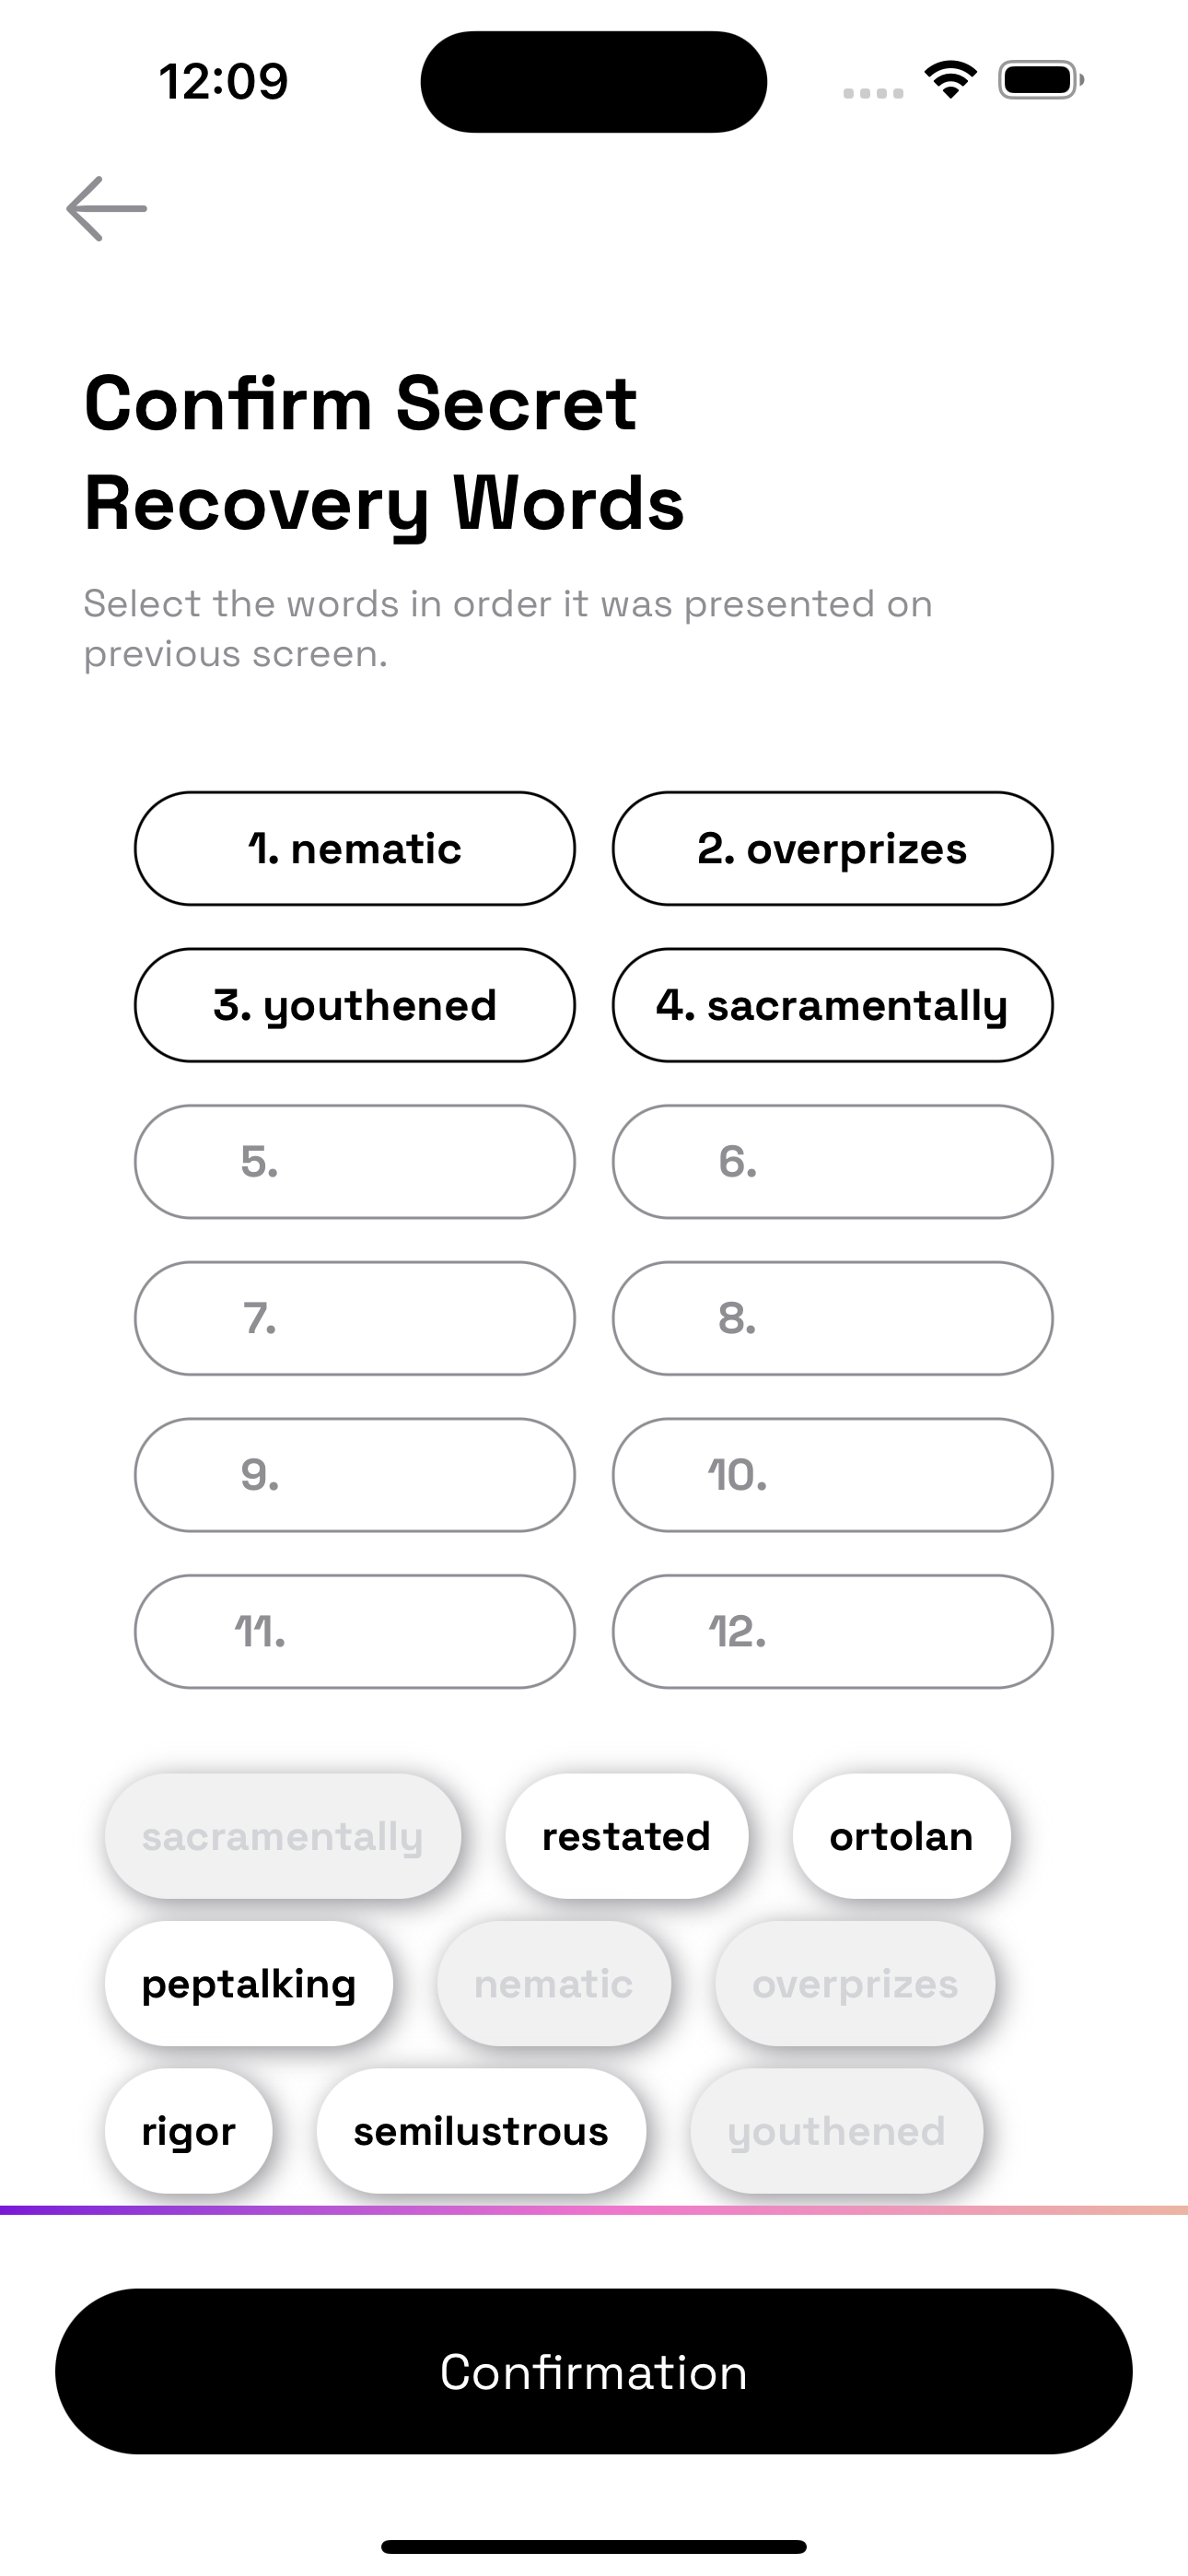 12:09
Confirm Secret
Recovery Words
Select the words in order it was presented on
previous screen.
1. nematic 2. overprizes
3. youthened 4. sacramentally
5. 6.
7. 8.
9. 10.
11. 12.
sacramentally restated ortolan
peptalking nematic overprizes
rigor semilustrous youthened
Confirmation